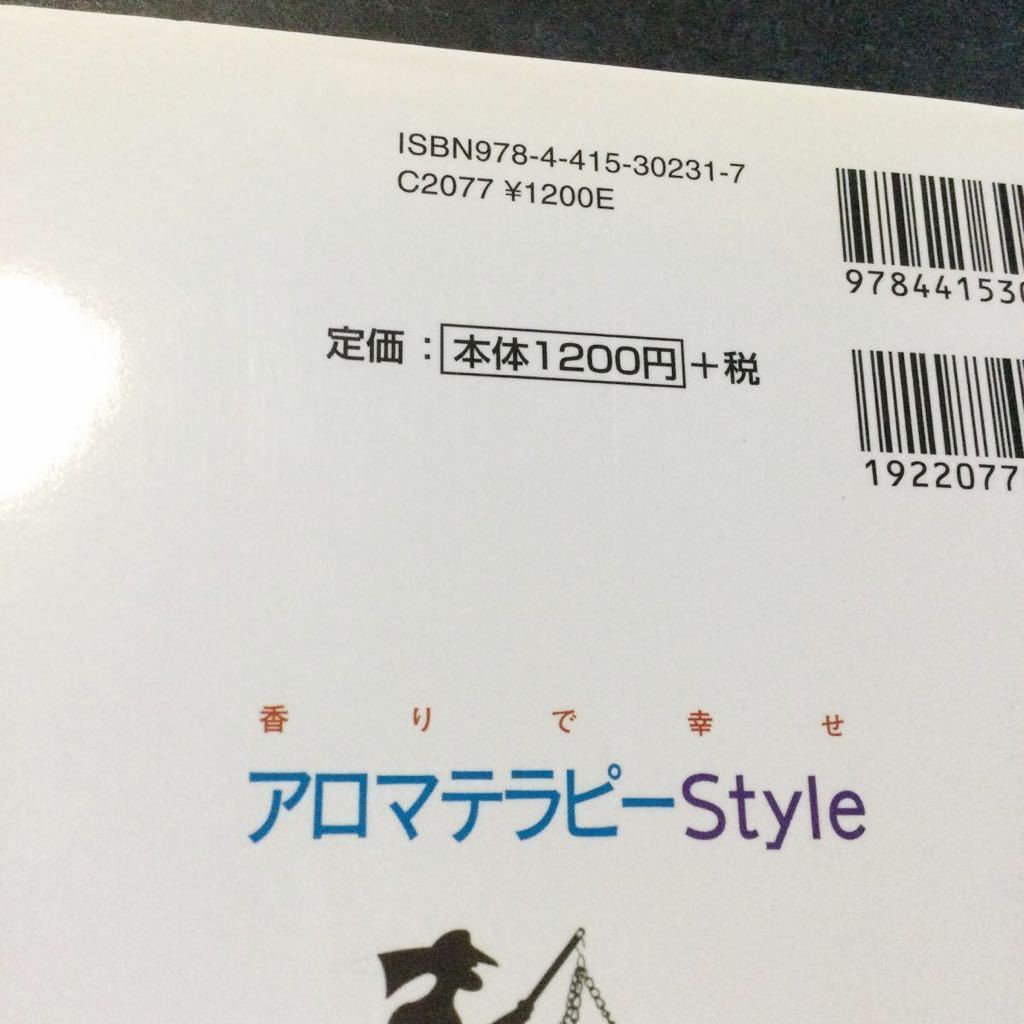 ISBN978-4-415-30231-7
C2077 ¥1200E
978441530
定価：本体1200円+税
1922077
香りで幸せ
アロマテラピーStyle